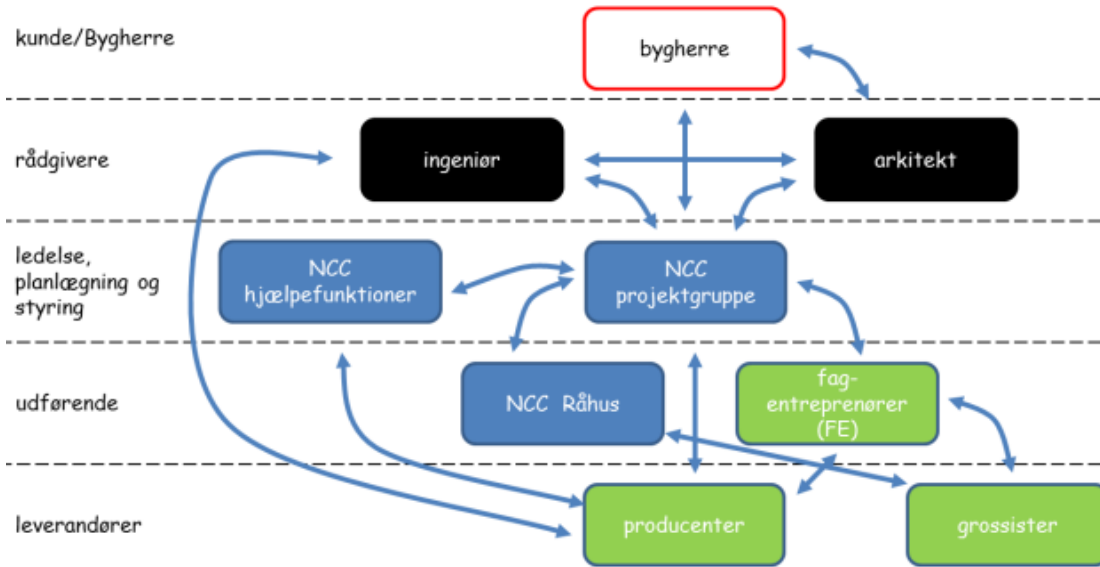 kunde/Bygherre
bygherre
rådgivere
ingeniør
arkitekt
ledelse,
planlægning og
styring
NCC
hjælpefunktioner
NCC
projektgruppe
udførende
NCC Råhus
fag-
entreprenører
(FE)
leverandører
producenter
grossister